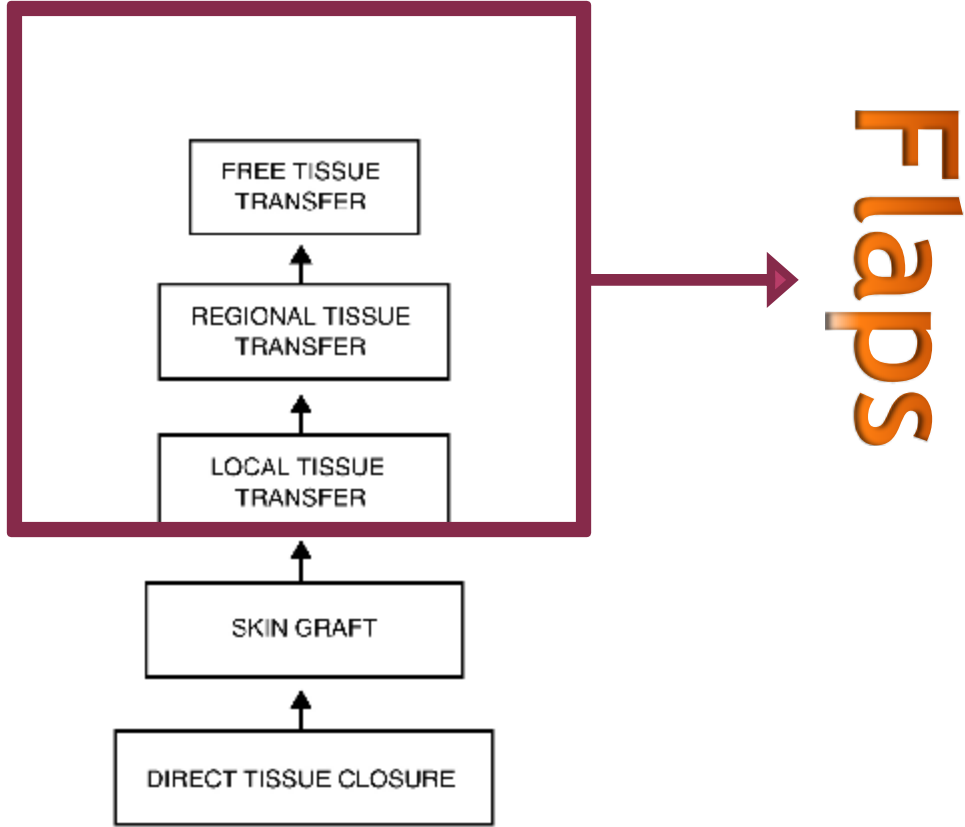 FREE TISSUE
TRANSFER
REGIONAL TISSUE
TRANSFER
LOCAL TISSUE
TRANSFER
SKIN GRAFT
DIRECT TISSUE CLOSURE
Flaps